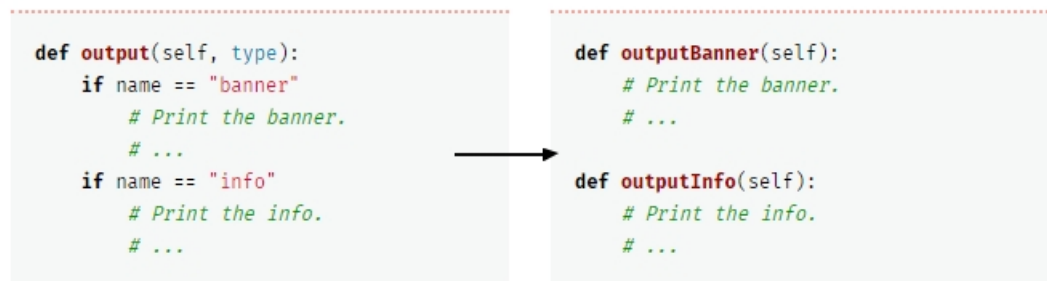 def output(self, type):
    if name == "banner"
        # Print the banner.
        # ...
    if name == "info"
        # Print the info.
        # ...
def outputBanner(self):
    # Print the banner.
    # ...
def outputInfo(self):
    # Print the info.
    # ...